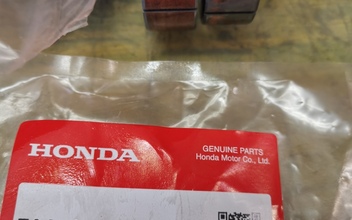 HONDA
GENUINE PARTS
Honda Motor Co., Ltd.